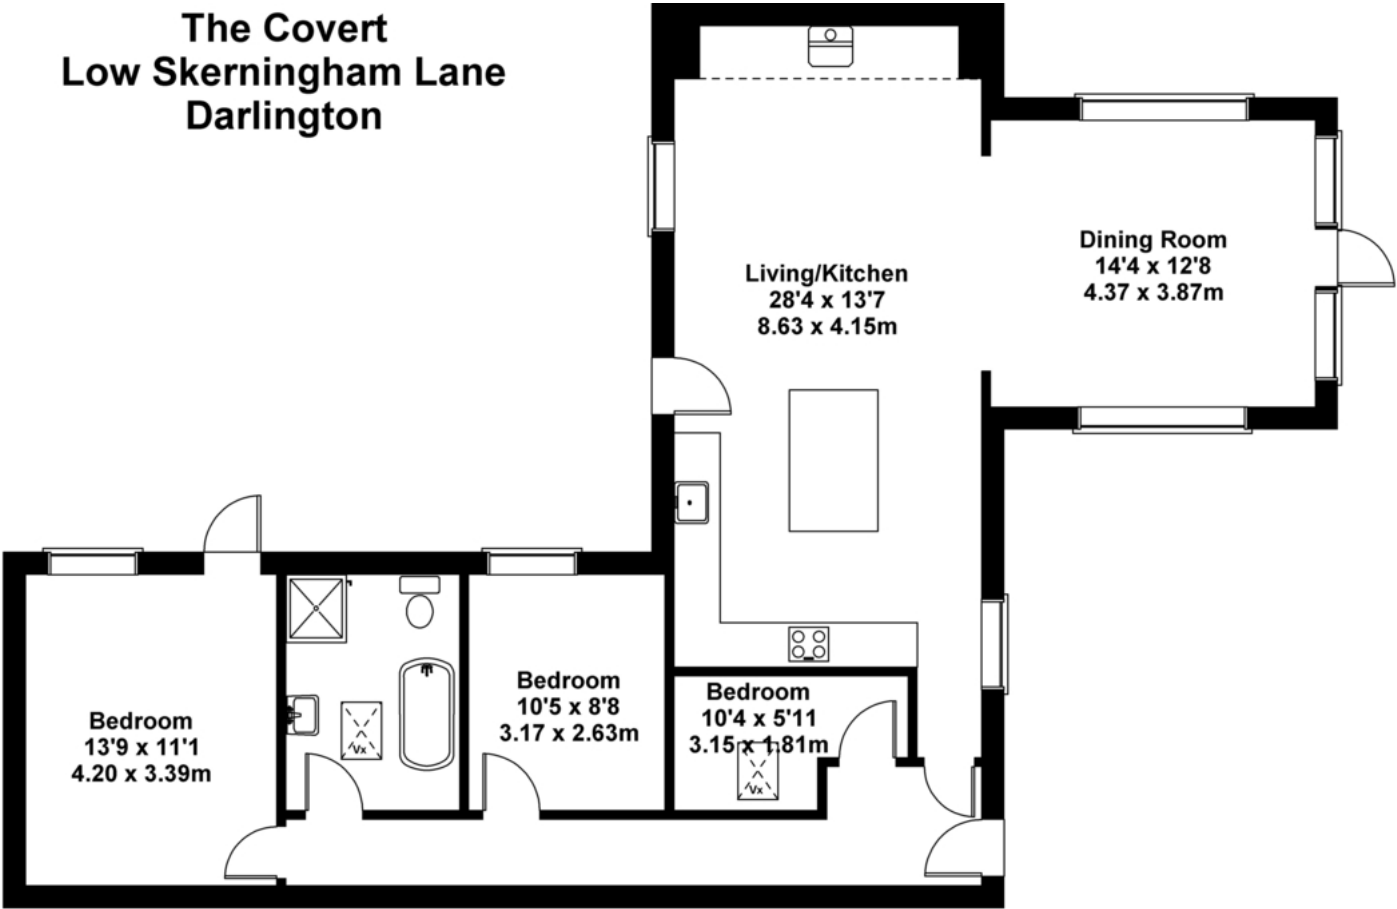 The Covert
Low Skerningham Lane
Darlington
Dining Room
14'4 x 12'8
4.37 x 3.87m
Living/Kitchen
28'4 x 13'7
8.63 x 4.15m
Bedroom
13'9 x 11'1
4.20 x 3.39m
Vx
Bedroom
10'5 x 8'8
3.17 x 2.63m
Bedroom
10'4 x 5'11
3.15 x 1.81m
Vx